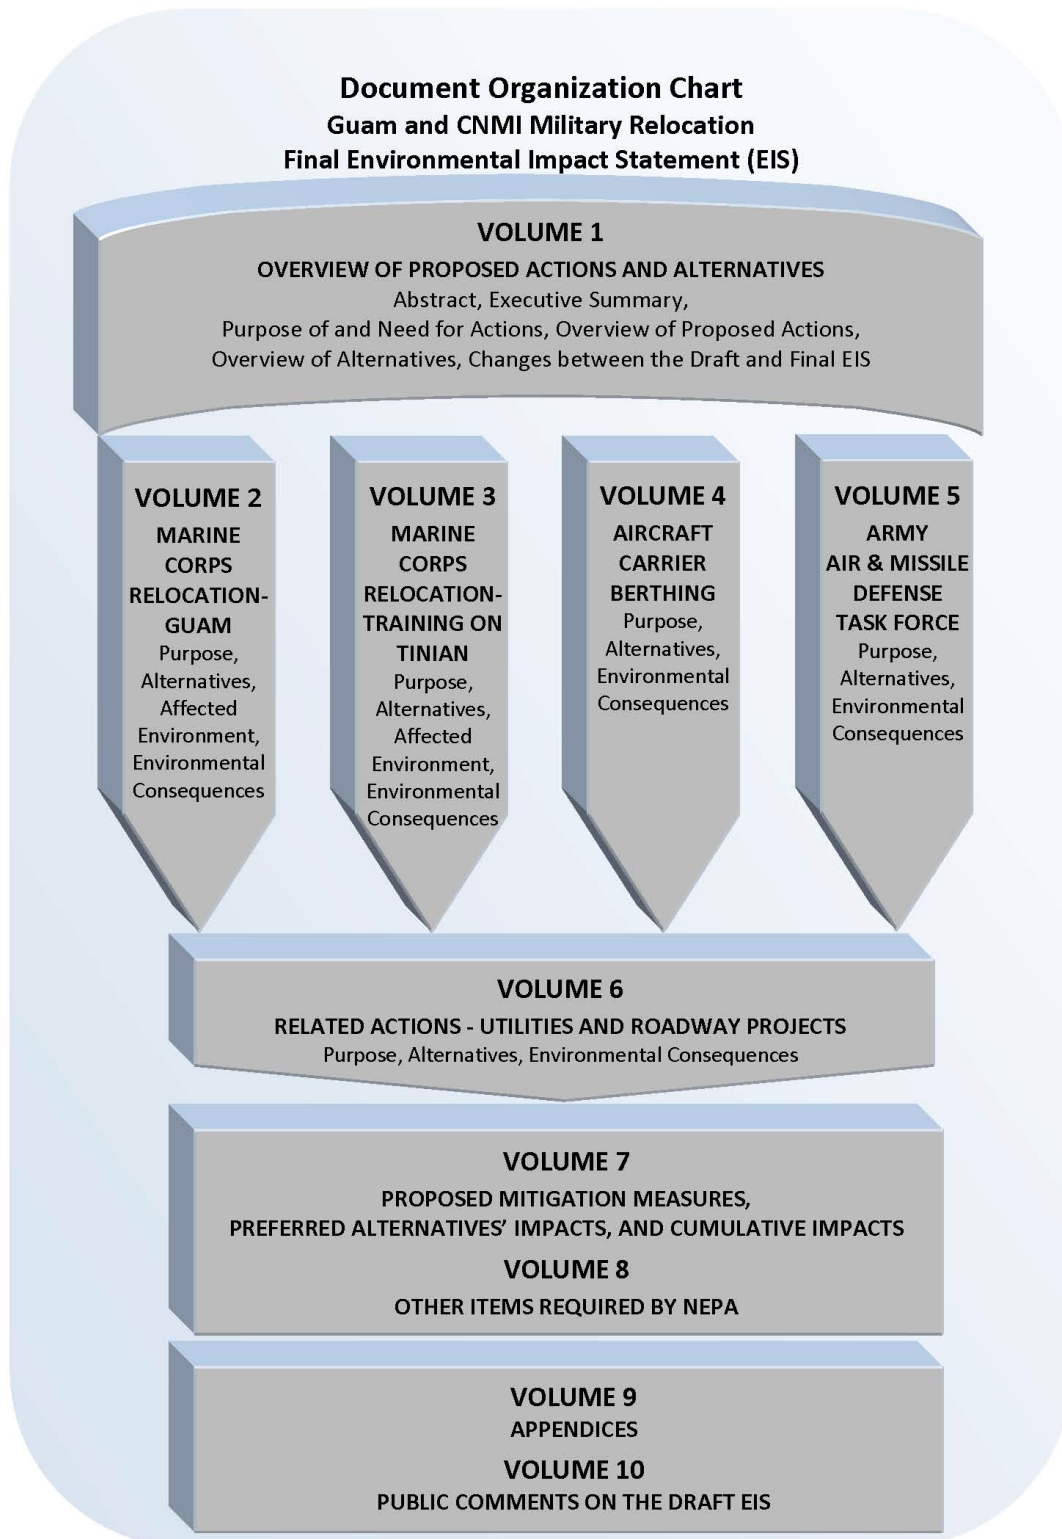 Document Organization Chart
Guam and CNMI Military Relocation
Final Environmental Impact Statement (EIS)
VOLUME 1
OVERVIEW OF PROPOSED ACTIONS AND ALTERNATIVES
Abstract, Executive Summary,
Purpose of and Need for Actions, Overview of Proposed Actions,
Overview of Alternatives, Changes between the Draft and Final EIS
VOLUME 2
MARINE
CORPS
RELOCATION-
GUAM
Purpose,
Alternatives,
Affected
Environment,
Environmental
Consequences
VOLUME 3
MARINE
CORPS
RELOCATION-
TRAINING ON
TINIAN
Purpose,
Alternatives,
Affected
Environment,
Environmental
Consequences
VOLUME 4
AIRCRAFT
CARRIER
BERTHING
Purpose,
Alternatives,
Environmental
Consequences
VOLUME 5
ARMY
AIR & MISSILE
DEFENSE
TASK FORCE
Purpose,
Alternatives,
Environmental
Consequences
VOLUME 6
RELATED ACTIONS - UTILITIES AND ROADWAY PROJECTS
Purpose, Alternatives, Environmental Consequences
VOLUME 7
PROPOSED MITIGATION MEASURES,
PREFERRED ALTERNATIVES’ IMPACTS, AND CUMULATIVE IMPACTS
VOLUME 8
OTHER ITEMS REQUIRED BY NEPA
VOLUME 9
APPENDICES
VOLUME 10
PUBLIC COMMENTS ON THE DRAFT EIS